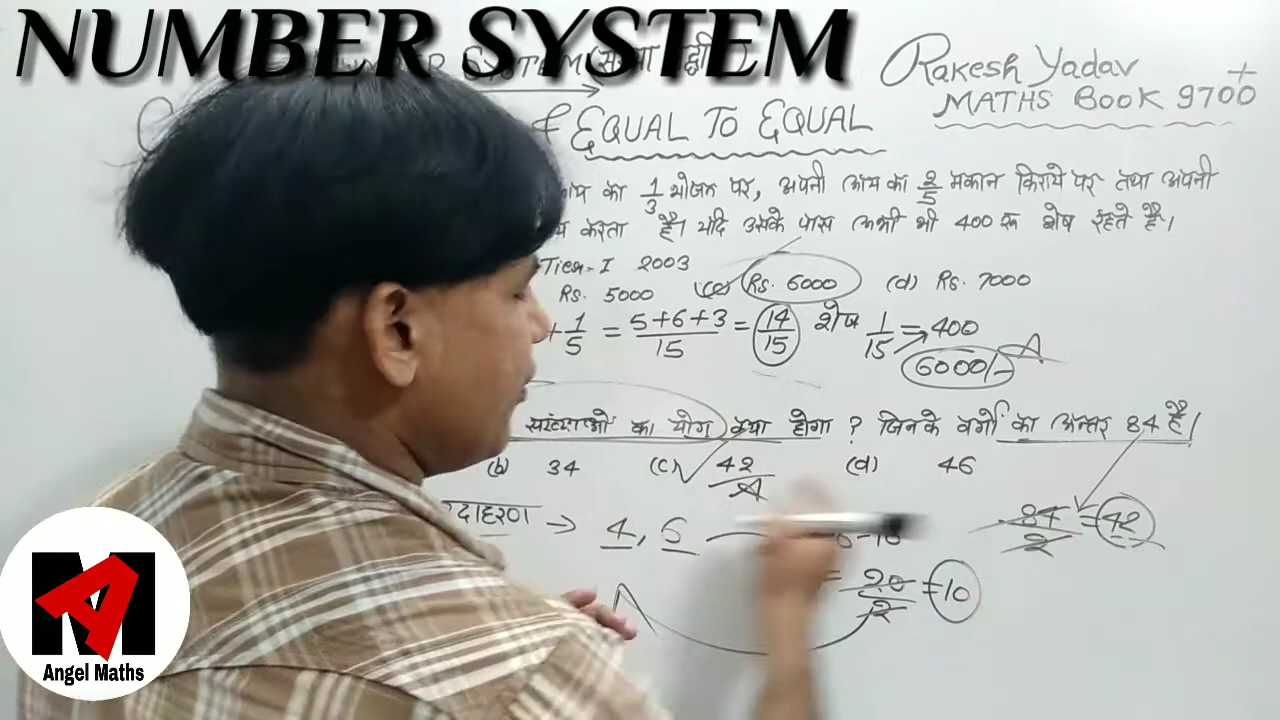 NUMBER SYSTEM
Rakesh Yadav
MATHS BOOK 9700+
EQUAL TO EQUAL
का 1/3 भोजन पर, अपनी आय का 2/5 मकान किराये पर तथा अपनी
करता है। यदि उसके पास अभी भी 400 रू शेष रहते है।
Tier-I 2003
Rs. 5000 (c) Rs. 6000 (d) Rs. 7000
+ 1/5 = 5+6+3/15 = 14/15 शेष 1/15 = 400
6000/-
संख्याओं का योग क्या होगा ? जिनके वर्गो का अन्तर 84 है।
(b) 34 (c) 42 (d) 46
A
दाहरण → 4, 6
84/2 = 42
= 20/2 = 10
M
Angel Maths